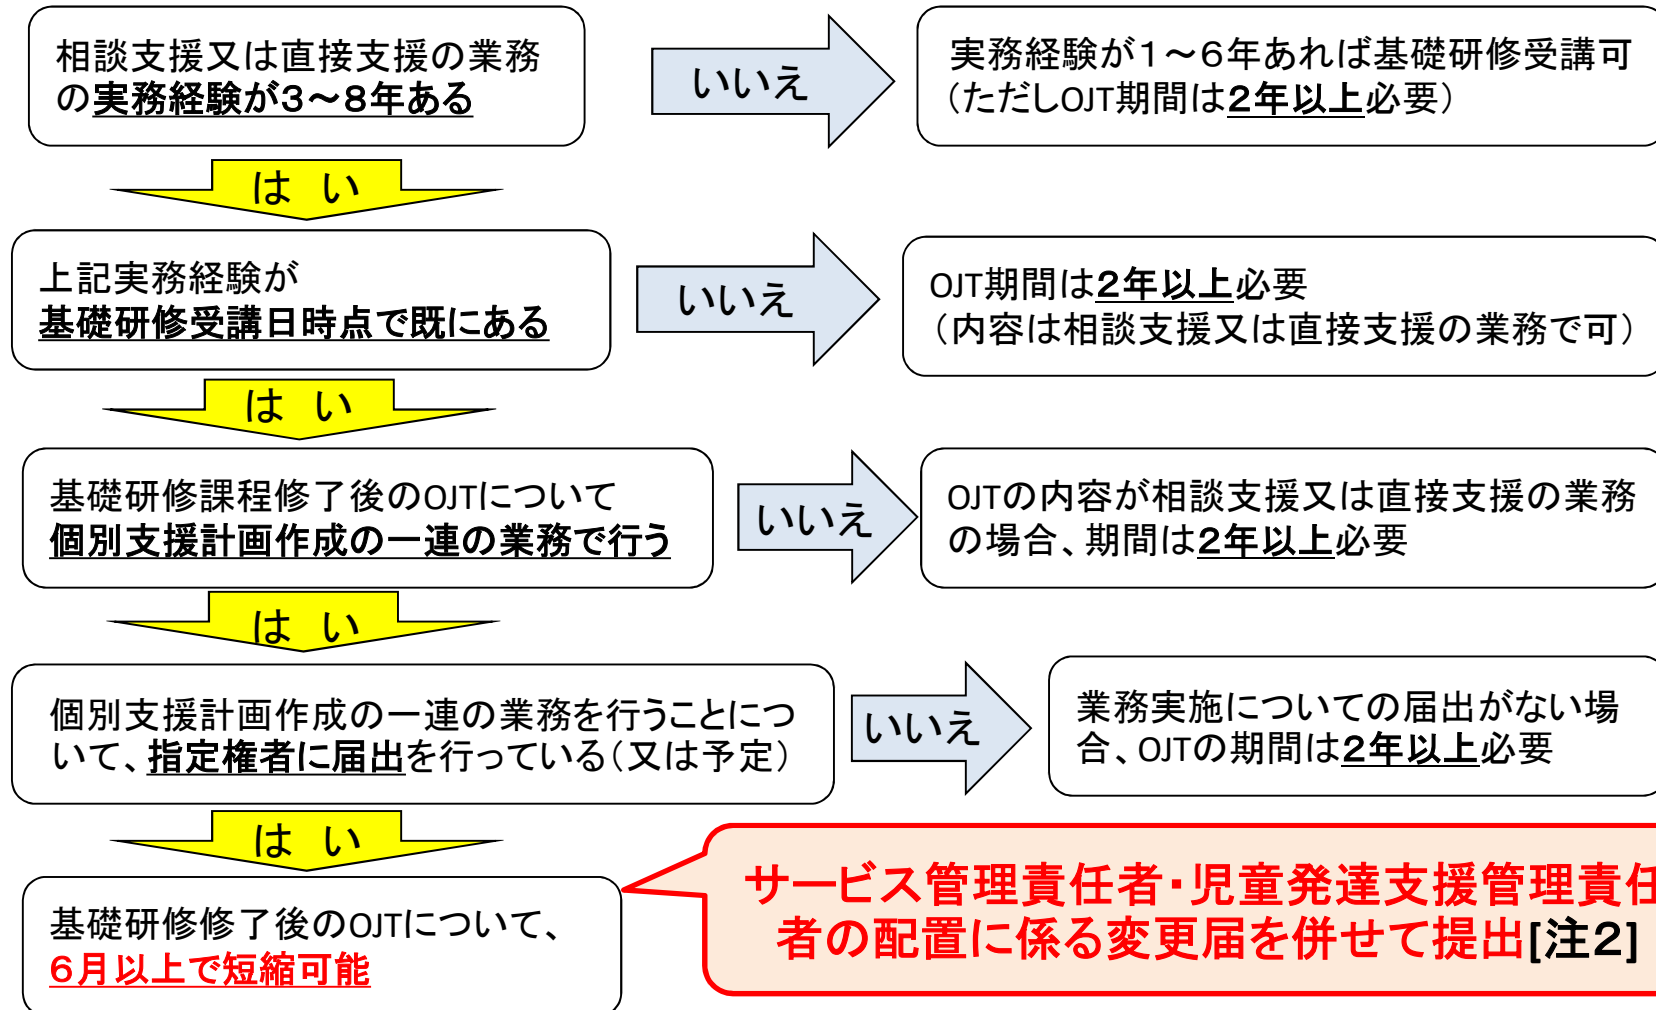 相談支援又は直接支援の業務
の実務経験が３～８年ある
いいえ
実務経験が１～６年あれば基礎研修受講可
（ただしOJT期間は２年以上必要）
は　い
上記実務経験が
基礎研修受講日時点で既にある
いいえ
OJT期間は２年以上必要
（内容は相談支援又は直接支援の業務で可）
は　い
基礎研修課程修了後のOJTについて
個別支援計画作成の一連の業務で行う
いいえ
OJTの内容が相談支援又は直接支援の業務
の場合、期間は２年以上必要
は　い
個別支援計画作成の一連の業務を行うことにつ
いて、指定権者に届出を行っている（又は予定）
いいえ
業務実施についての届出がない場
合、OJTの期間は２年以上必要
は　い
基礎研修修了後のOJTについて、
６月以上で短縮可能
サービス管理責任者・児童発達支援管理責任
者の配置に係る変更届を併せて提出[注２]